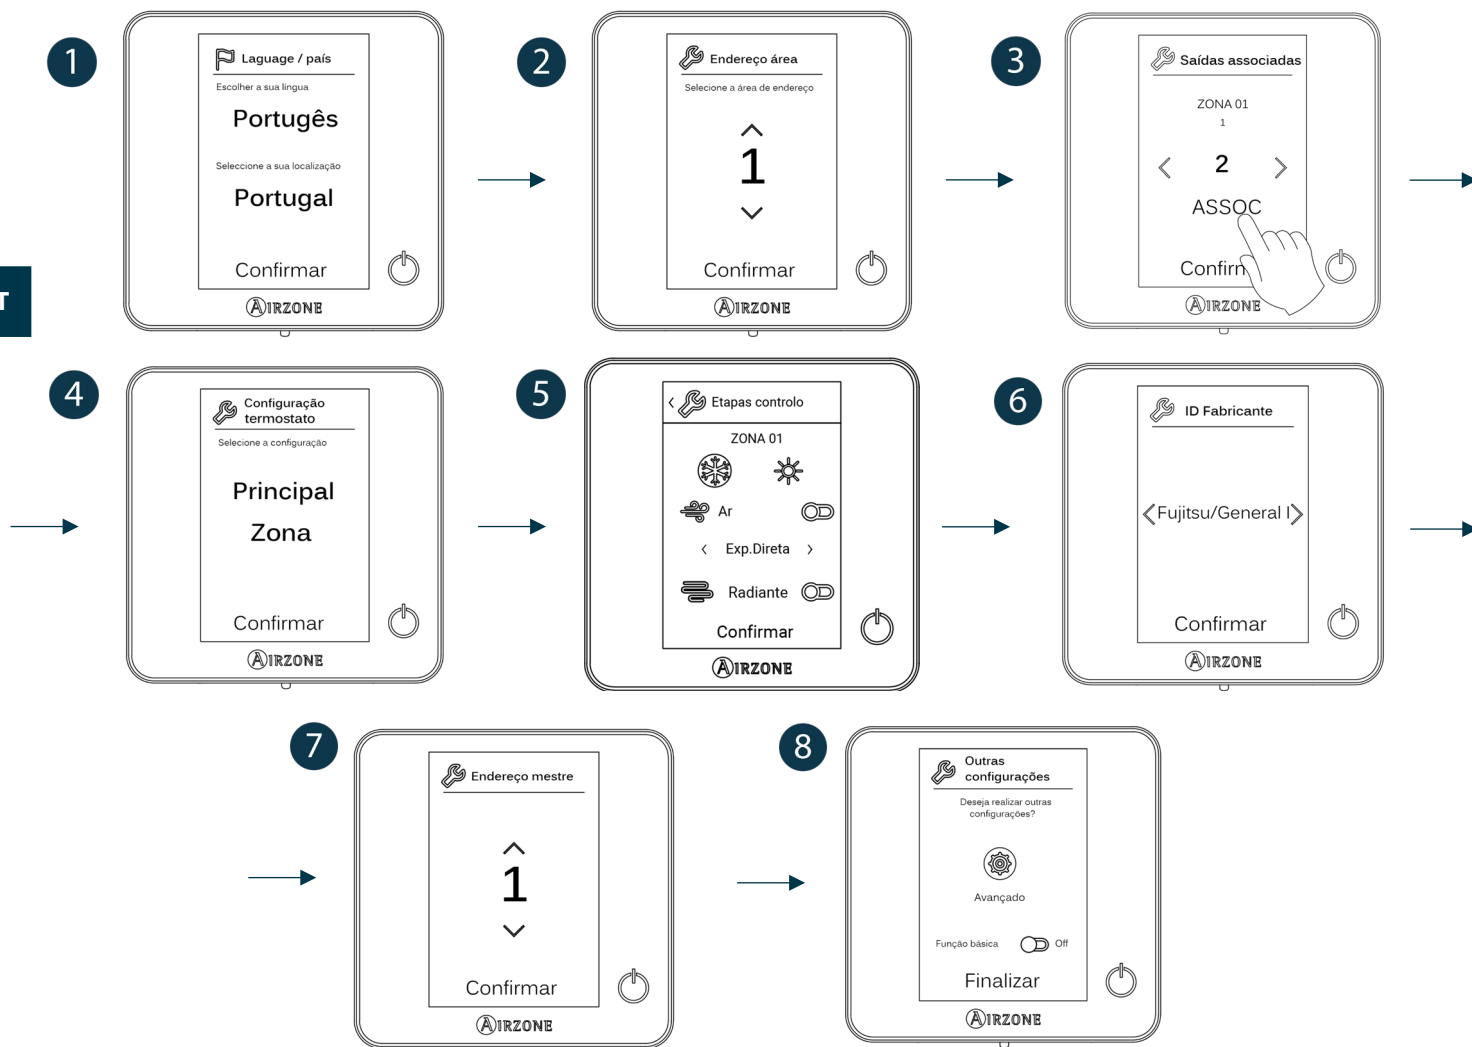 1
Laguage / país
Escolher a sua língua
Portugês
Seleccione a sua localização
Portugal
Confirmar
AIRZONE
2
Endereço área
Selecione a área de endereço
1
Confirmar
AIRZONE
3
Saídas associadas
ZONA 01
1
2
ASSOC
Confirm
AIRZONE
T
4
Configuração
termostato
Selecione a configuração
Principal
Zona
Confirmar
AIRZONE
5
Etapas controlo
ZONA 01
Ar
Exp.Direta
Radiante
Confirmar
AIRZONE
6
ID Fabricante
Fujitsu/General I
Confirmar
AIRZONE
7
Endereço mestre
1
Confirmar
AIRZONE
8
Outras
configurações
Deseja realizar outras
configurações?
Avançado
Função básica Off
Finalizar
AIRZONE